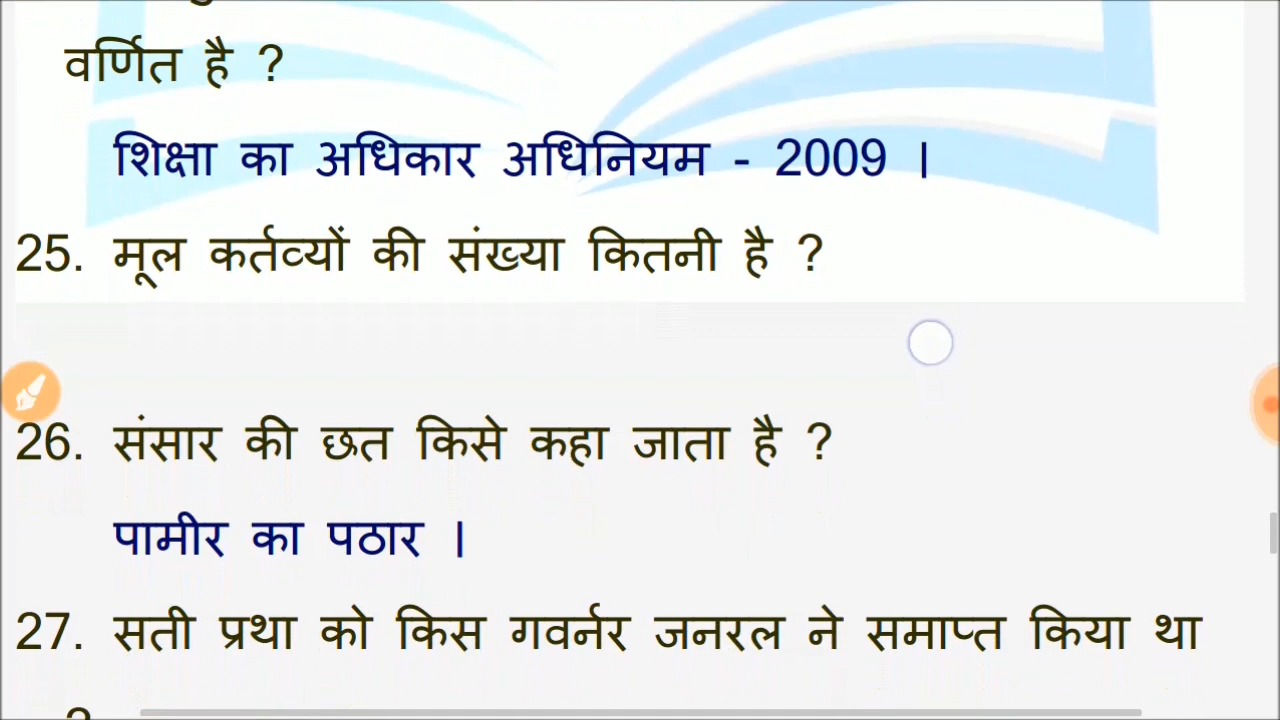 वर्णित है ?
शिक्षा का अधिकार अधिनियम - 2009 ।
25. मूल कर्तव्यों की संख्या कितनी है ?
26. संसार की छत किसे कहा जाता है ?
पामीर का पठार ।
27. सती प्रथा को किस गवर्नर जनरल ने समाप्त किया था
?